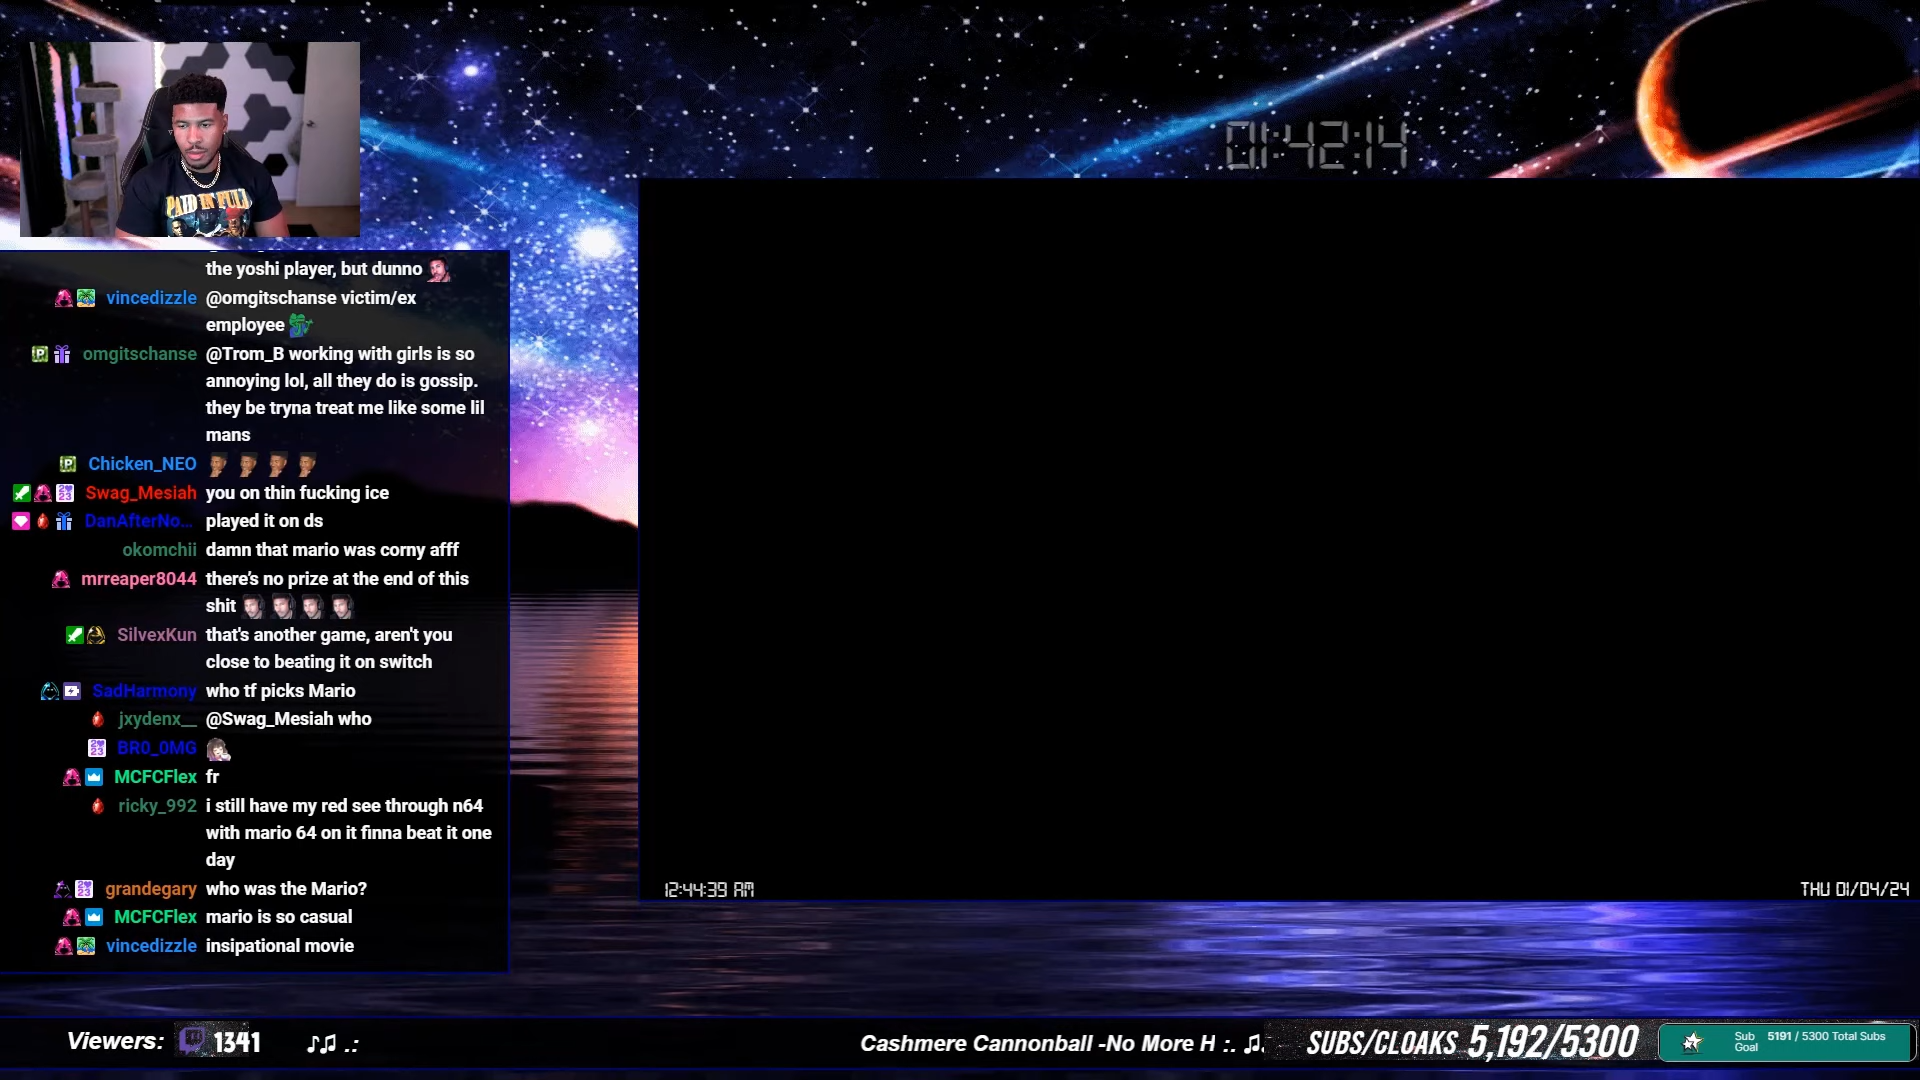 01:42:14
PAID IN FULL
the yoshi player, but dunno
vincedizzle @omgitschanse victim/ex
employee
omgitschanse @Trom_B working with girls is so
annoying lol, all they do is gossip.
they be tryna treat me like some lil
mans
Chicken_NEO
Swag_Mesiah you on thin fucking ice
DanAfterNo... played it on ds
okomchii damn that mario was corny afff
mrreaper8044 there's no prize at the end of this
shit
SilvexKun that's another game, aren't you
close to beating it on switch
SadHarmony who tf picks Mario
jxydenx__ @Swag_Mesiah who
BR0_0MG
MCFCFlex fr
ricky_992 i still have my red see through n64
with mario 64 on it finna beat it one
day
grandegary who was the Mario?
MCFCFlex mario is so casual
vincedizzle insipational movie
12:44:39 AM
THU 01/04/24
Viewers: 1341 ♪♫ .:
Cashmere Cannonball -No More H :. ♫
SUBS/CLOAKS 5,192/5300
Sub Goal 5191 / 5300 Total Subs